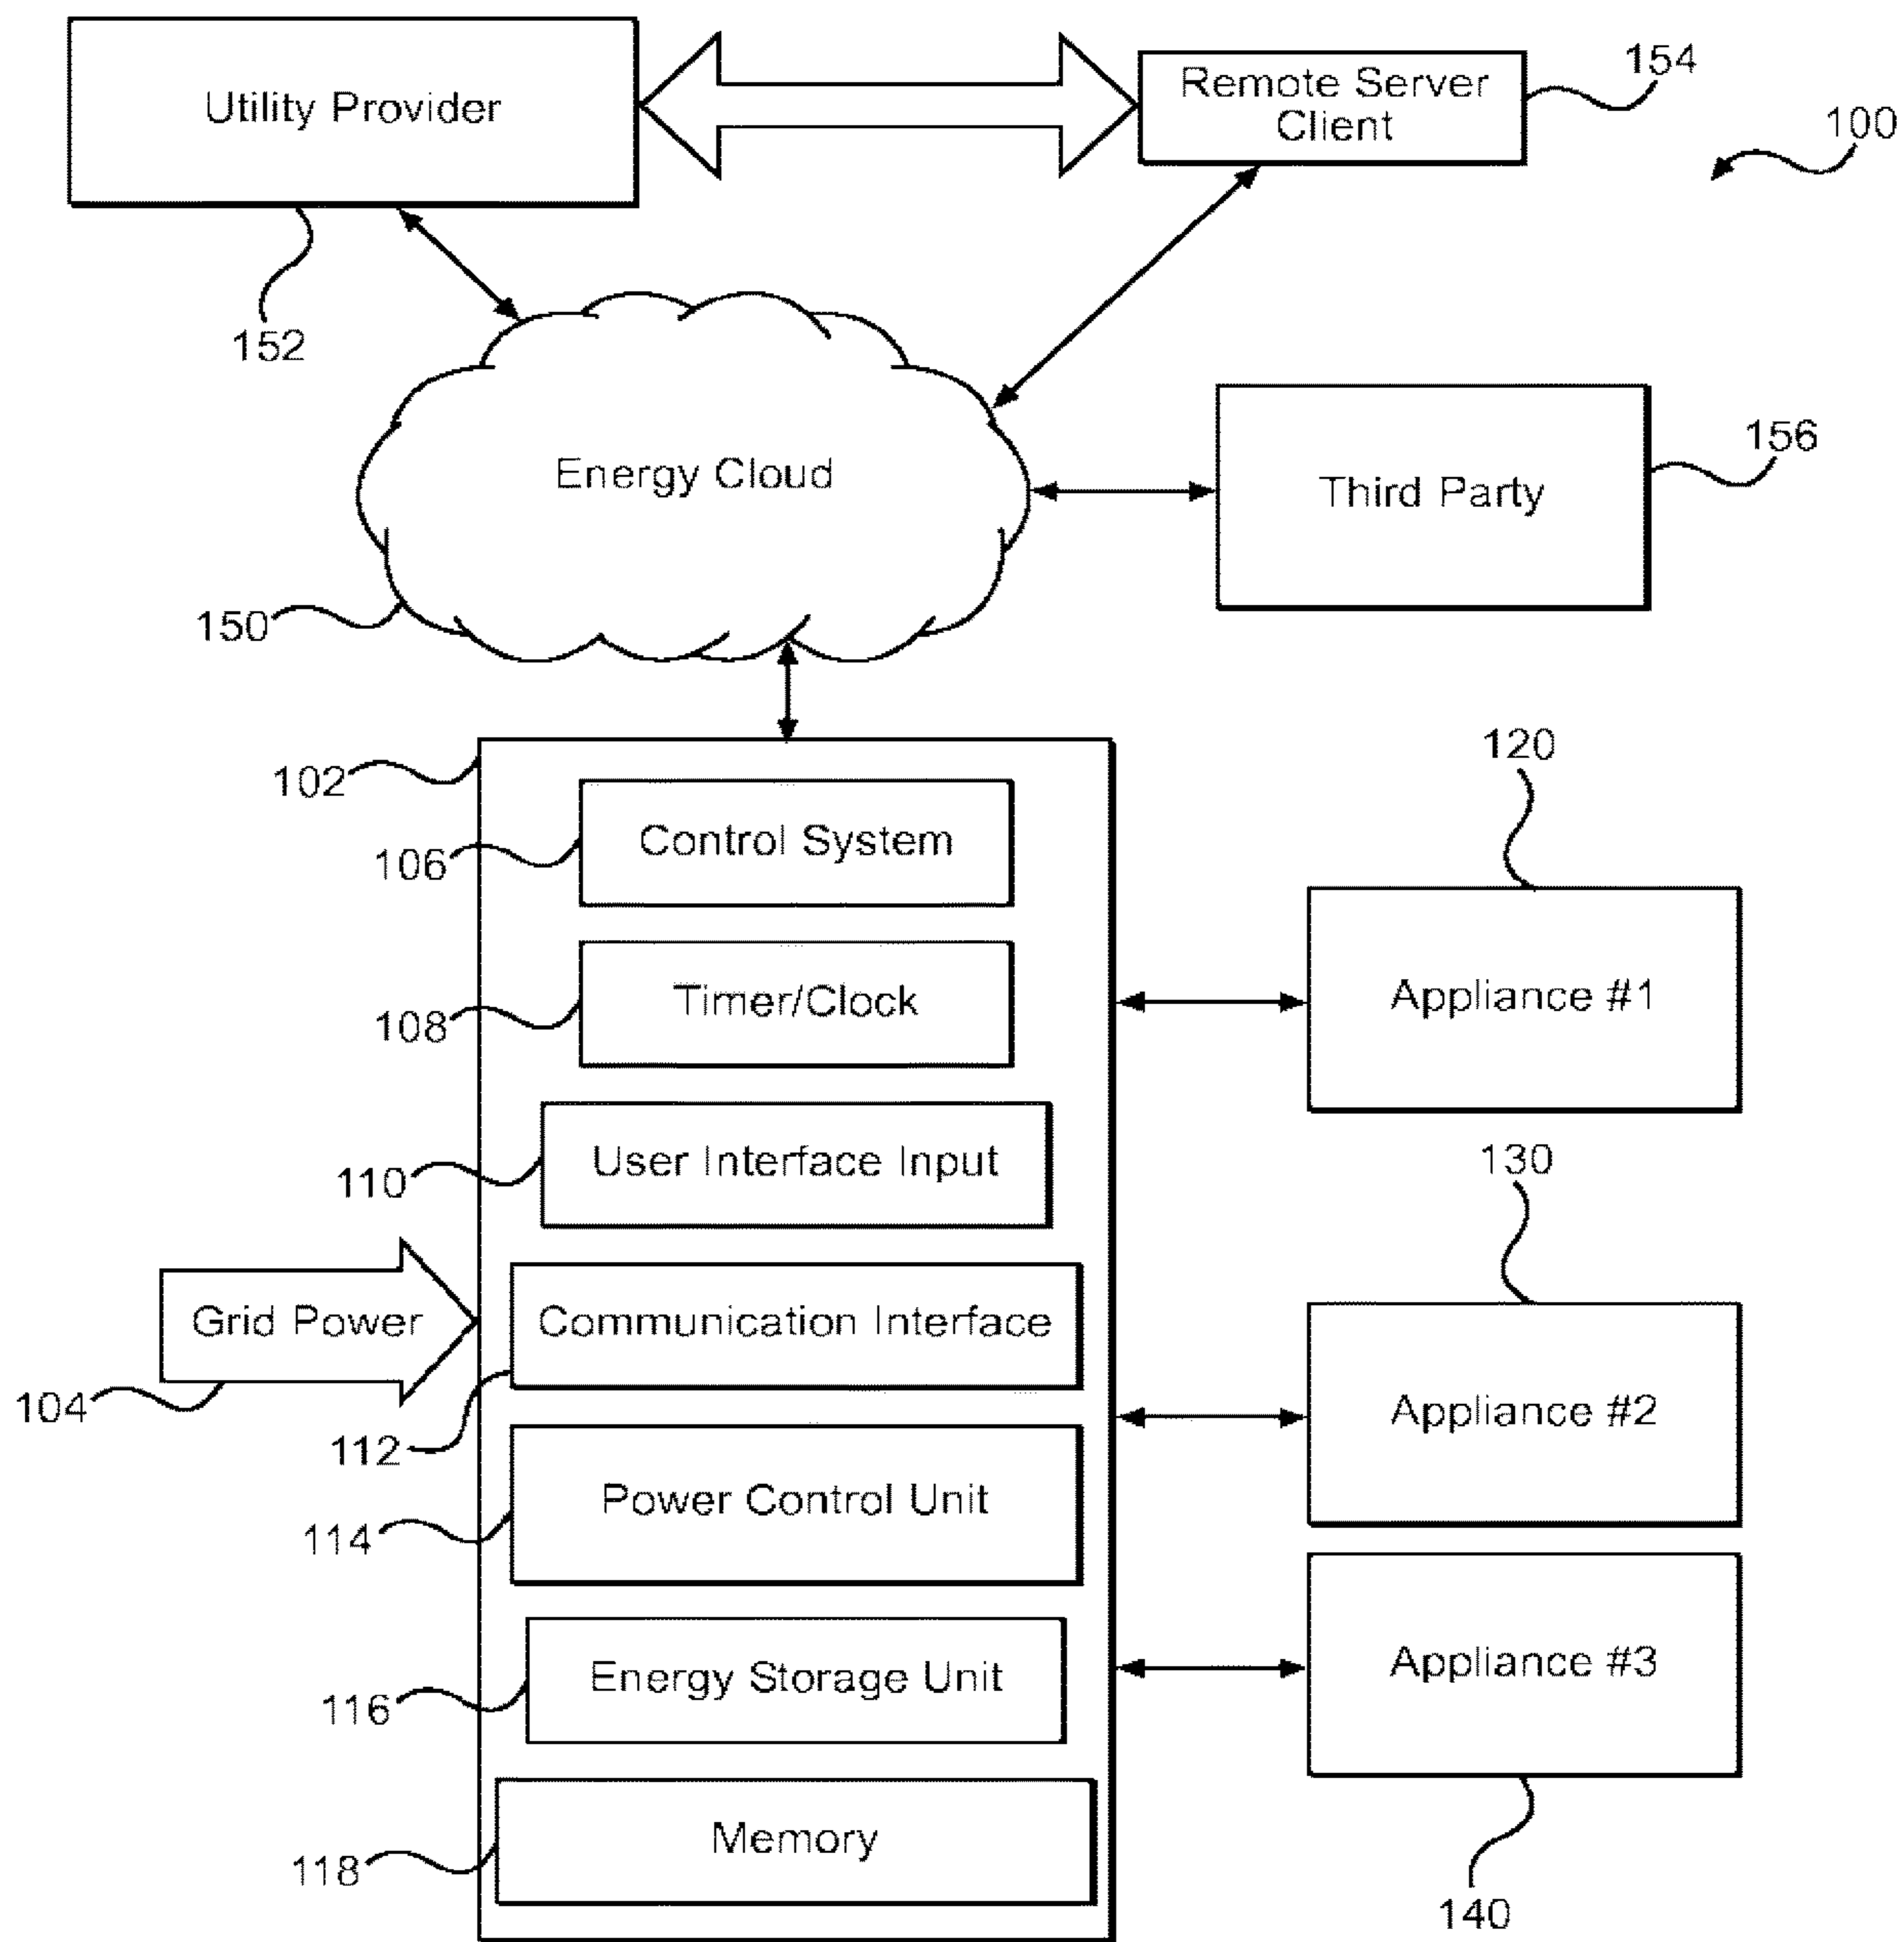 Utility Provider
Remote Server
Client
154
100
152
Energy Cloud
156
Third Party
150
102
120
Control System
106
Timer/Clock
108
Appliance #1
User Interface Input
110
130
Grid Power
Communication Interface
104
112
Appliance #2
Power Control Unit
114
Energy Storage Unit
116
Appliance #3
Memory
118
140